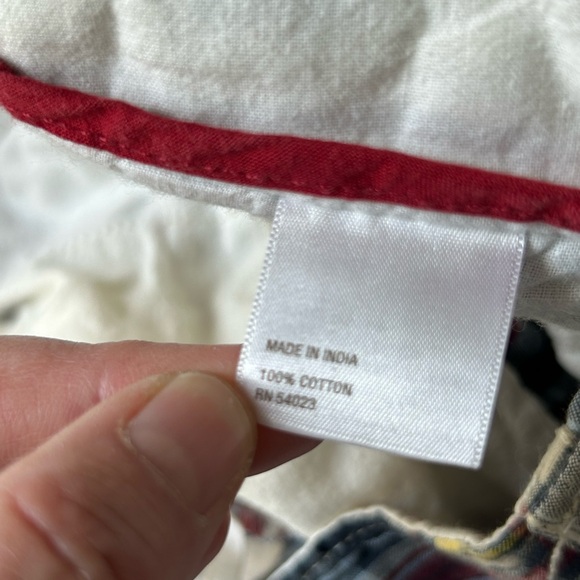 MADE IN INDIA
100% COTTON
RN 54023